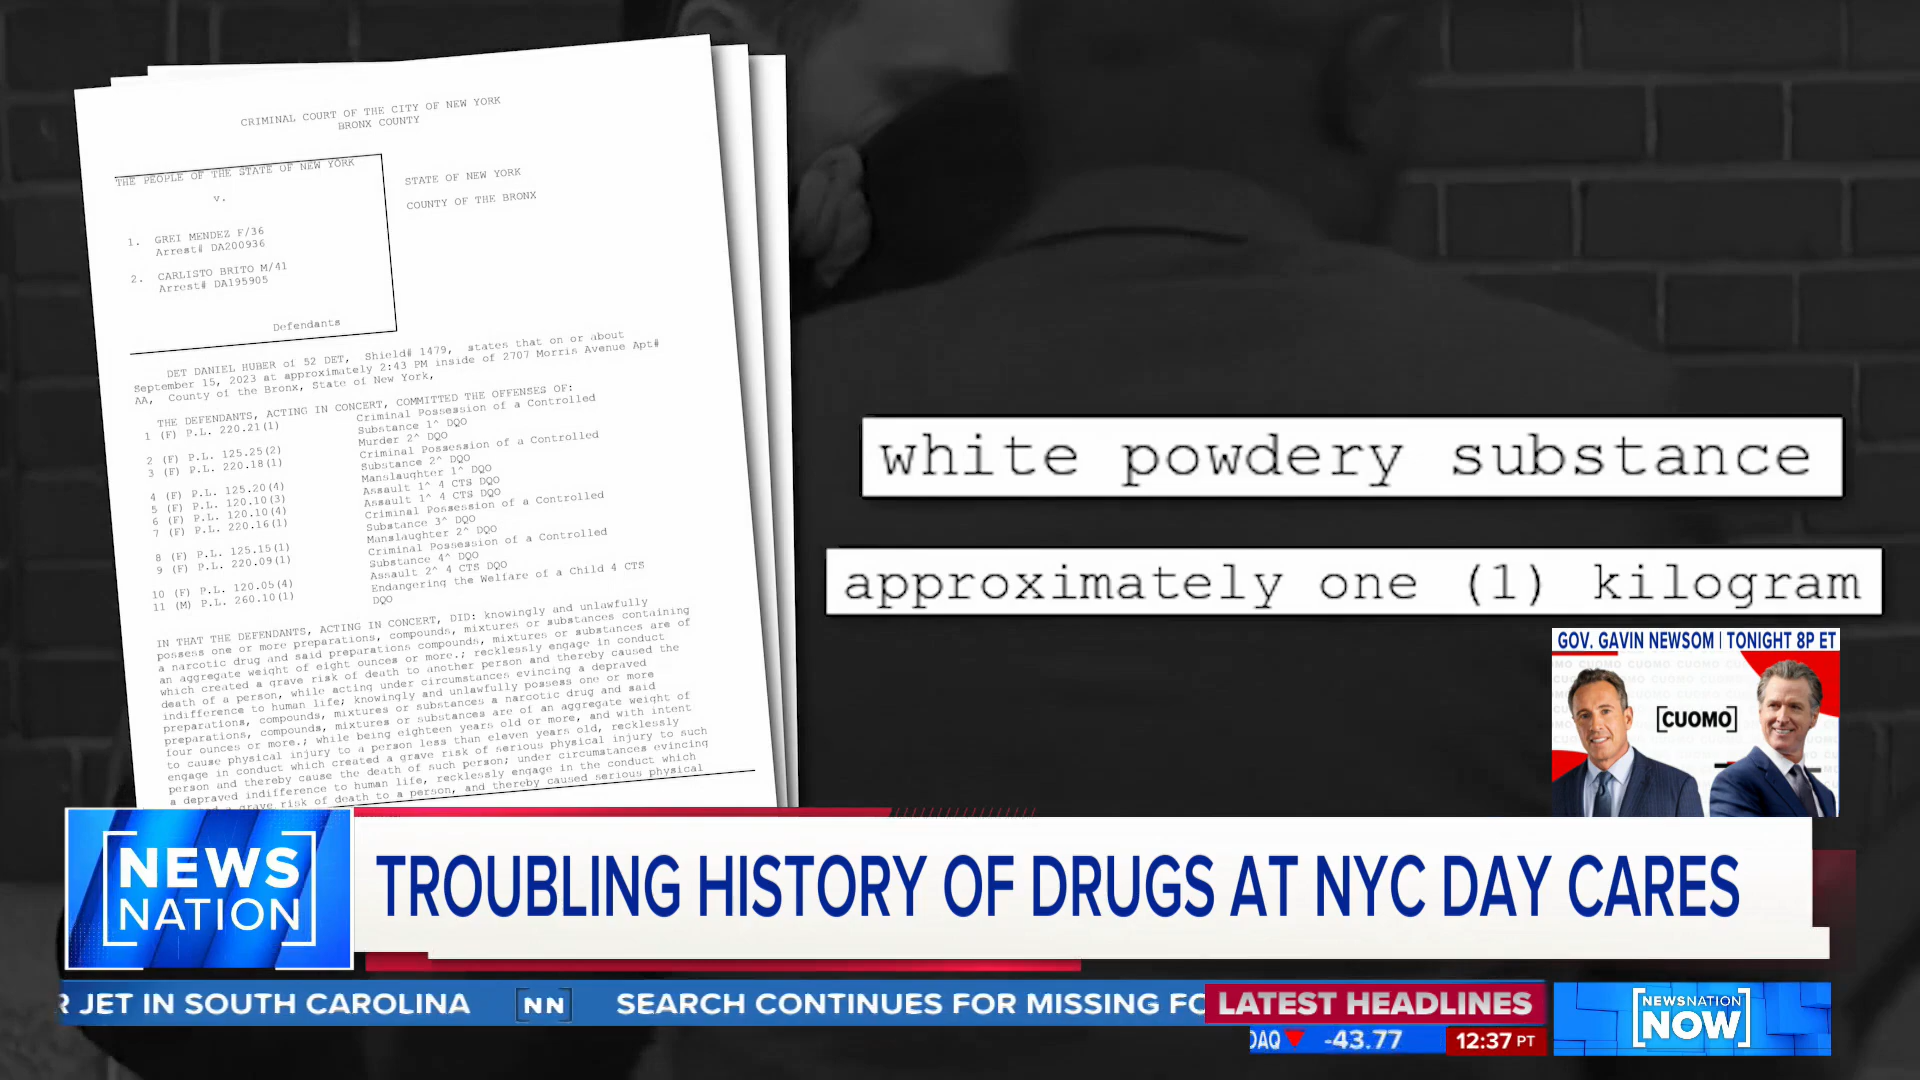 CRIMINAL COURT OF THE CITY OF NEW YORK
BRONX COUNTY
THE PEOPLE OF THE STATE OF NEW YORK
v.
1. GREI MENDEZ F/36
Arrest# DA200936
2. CARLISTO BRITO M/41
Arrest# DA195905
Defendants
STATE OF NEW YORK
COUNTY OF THE BRONX
DET DANIEL HUBER of 52 DET, Shield# 1479, states that on or about
September 15, 2023 at approximately 2:43 PM inside of 2707 Morris Avenue Apt#
AA, County of the Bronx, State of New York,
THE DEFENDANTS, ACTING IN CONCERT, COMMITTED THE OFFENSES OF:
1 (F) P.L. 220.21(1) Criminal Possession of a Controlled
Substance 1^ DQO
2 (F) P.L. 125.25(2) Murder 2^ DQO
3 (F) P.L. 220.18(1) Criminal Possession of a Controlled
Substance 2^ DQO
4 (F) P.L. 125.20(4) Manslaughter 1^ DQO
5 (F) P.L. 120.10(3) Assault 1^ 4 CTS DQO
6 (F) P.L. 120.10(4) Assault 1^ 4 CTS DQO
7 (F) P.L. 220.16(1) Criminal Possession of a Controlled
Substance 3^ DQO
8 (F) P.L. 125.15(1) Manslaughter 2^ DQO
9 (F) P.L. 220.09(1) Criminal Possession of a Controlled
Substance 4^ DQO
10 (F) P.L. 120.05(4) Assault 2^ 4 CTS DQO
11 (M) P.L. 260.10(1) Endangering the Welfare of a Child 4 CTS
DQO
IN THAT THE DEFENDANTS, ACTING IN CONCERT, DID: knowingly and unlawfully
possess one or more preparations, compounds, mixtures or substances containing
a narcotic drug and said preparations compounds, mixtures or substances are of
an aggregate weight of eight ounces or more.; recklessly engage in conduct
which created a grave risk of death to another person and thereby caused the
death of a person, while acting under circumstances evincing a depraved
indifference to human life; knowingly and unlawfully possess one or more
preparations, compounds, mixtures or substances a narcotic drug and said
preparations, compounds, mixtures or substances are of an aggregate weight of
four ounces or more.; while being eighteen years old or more, and with intent
to cause physical injury to a person less than eleven years old, recklessly
engage in conduct which created a grave risk of serious physical injury to such
person and thereby cause the death of such person; under circumstances evincing
a depraved indifference to human life, recklessly engage in the conduct which
a grave risk of death to a person, and thereby caused serious physical
white powdery substance
approximately one (1) kilogram
GOV. GAVIN NEWSOM | TONIGHT 8P ET
[CUOMO]
NEWS
NATION
TROUBLING HISTORY OF DRUGS AT NYC DAY CARES
R JET IN SOUTH CAROLINA [NN] SEARCH CONTINUES FOR MISSING FO
LATEST HEADLINES
DAQ -43.77 12:37 PT
NEWSNATION
NOW